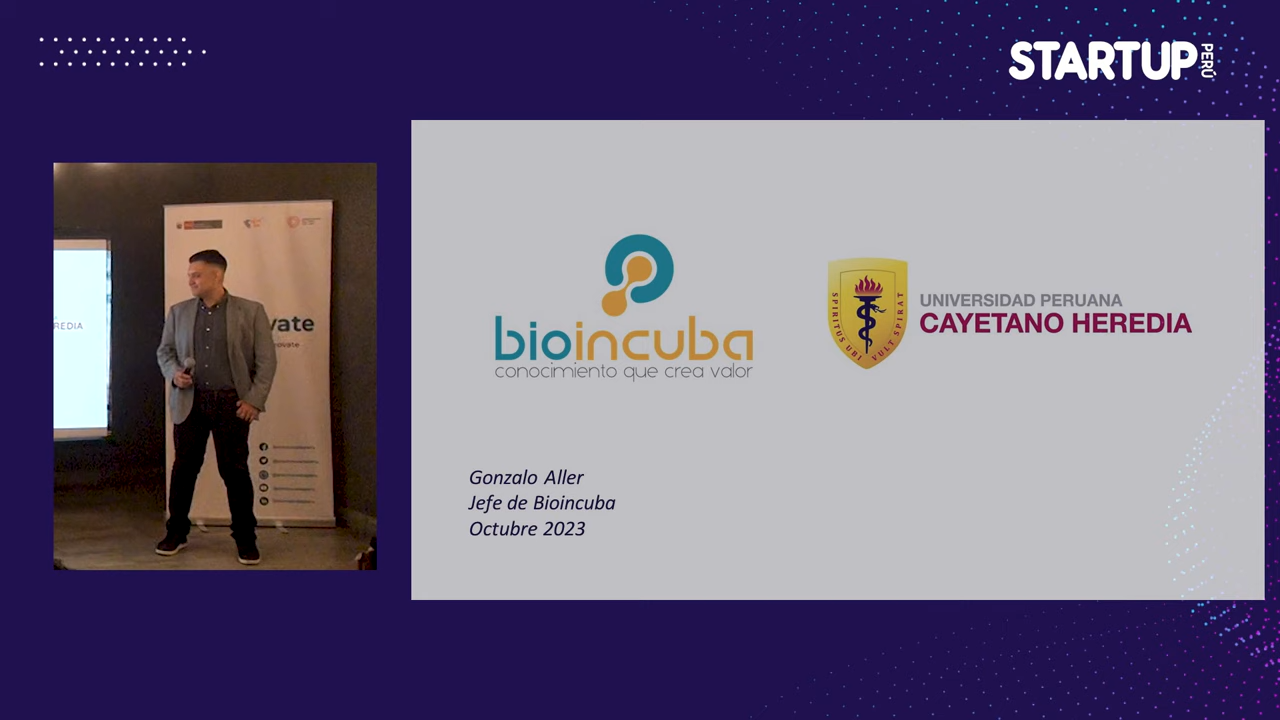 STARTUP PERÚ
REDIA
vate
ovate
bioincuba
conocimiento que crea valor
SPIRITUS UBI VULT SPIRAT
UNIVERSIDAD PERUANA
CAYETANO HEREDIA
Gonzalo Aller
Jefe de Bioincuba
Octubre 2023